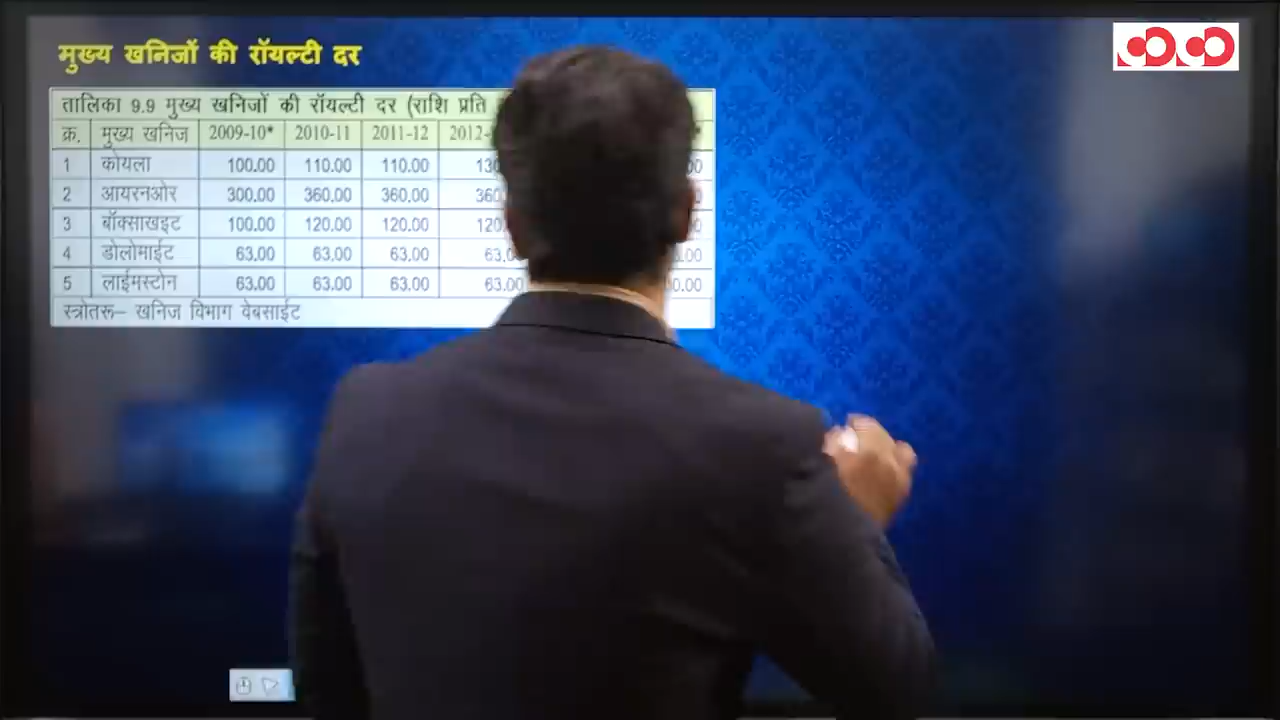 मुख्य खनिजों की रॉयल्टी दर
तालिका 9.9 मुख्य खनिजों की रॉयल्टी दर (राशि प्रति
क्र. मुख्य खनिज 2009-10* 2010-11 2011-12
1 कोयला 100.00 110.00 110.00
2 आयरनओर 300.00 360.00 360.00
3 बॉक्साखइट 100.00 120.00 120.00
4 डोलोमाईट 63.00 63.00 63.00
5 लाईमस्टोन 63.00 63.00 63.00 63.00
स्त्रोतरू– खनिज विभाग वेबसाईट